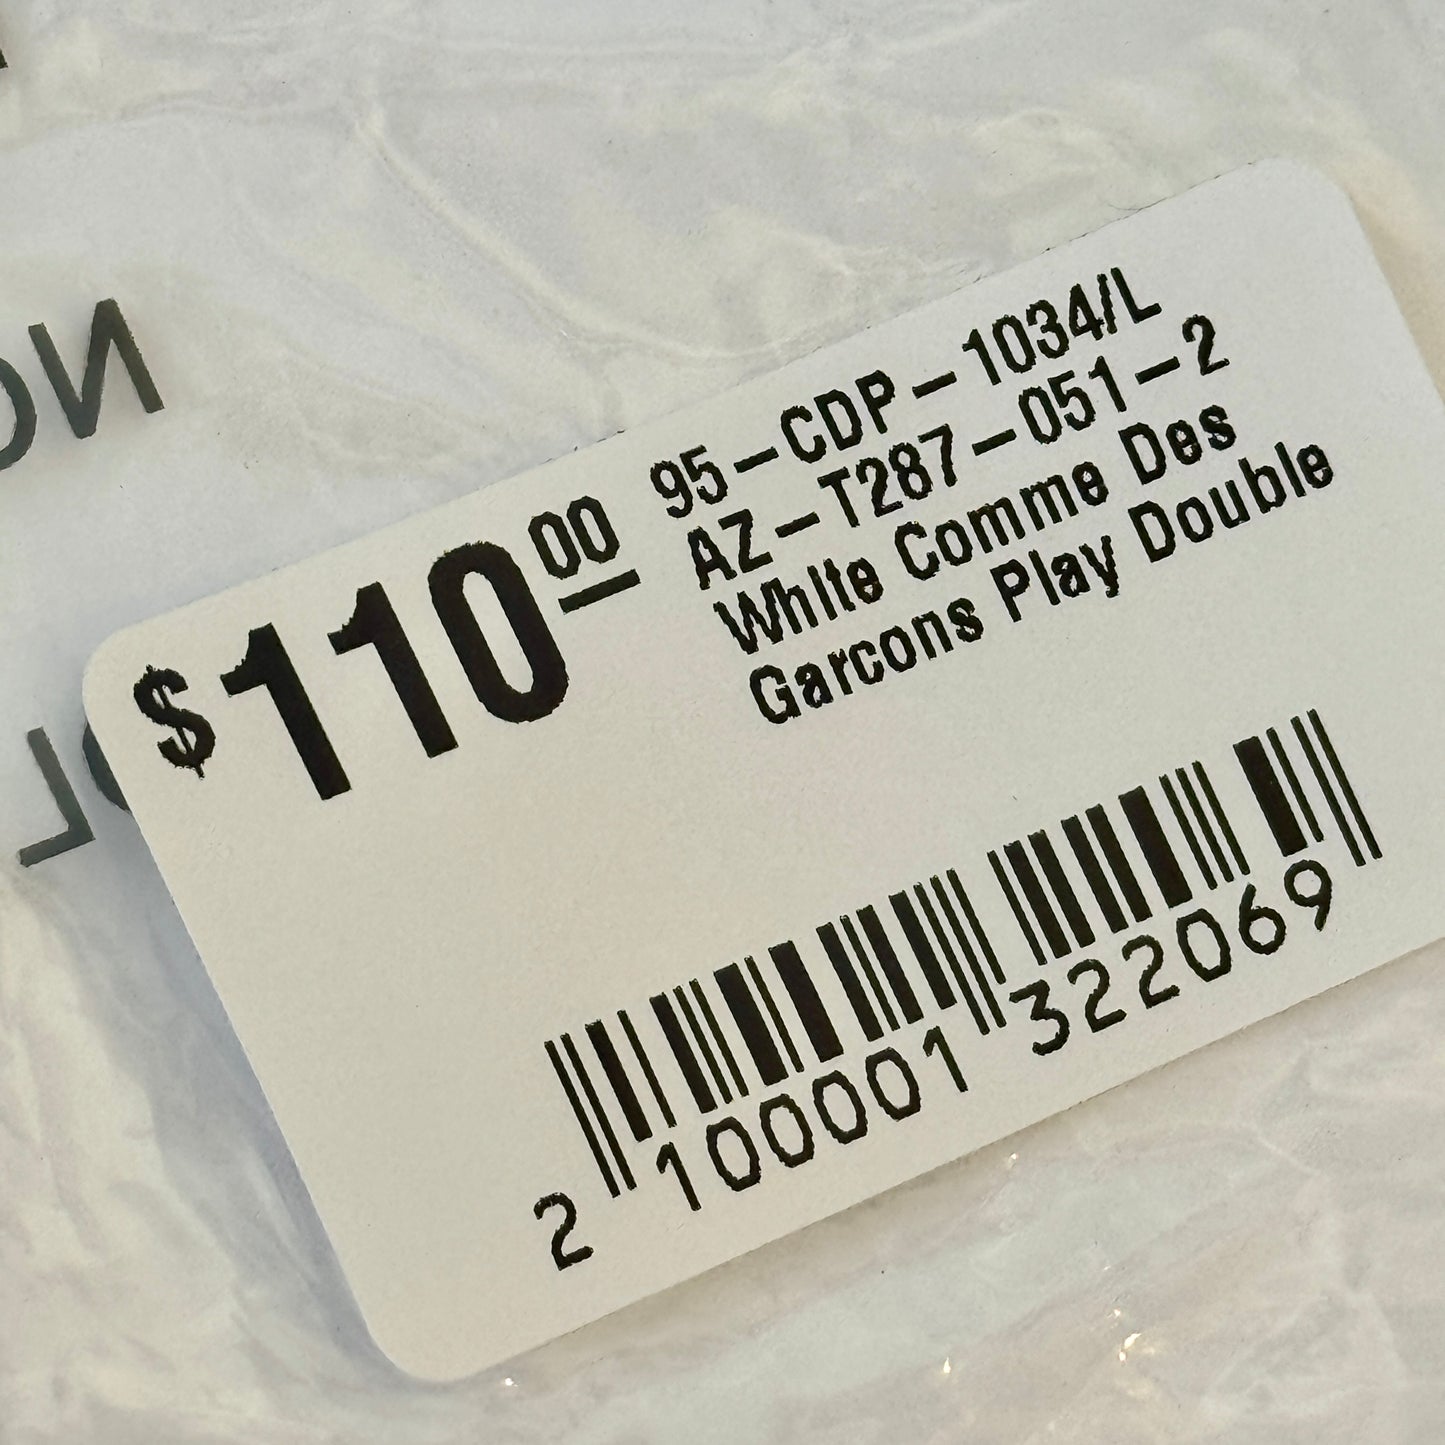 $110.00
95-CDP-1034/L
AZ-T287-051-2
White Comme Des
Garcons Play Double
2 100001 322069